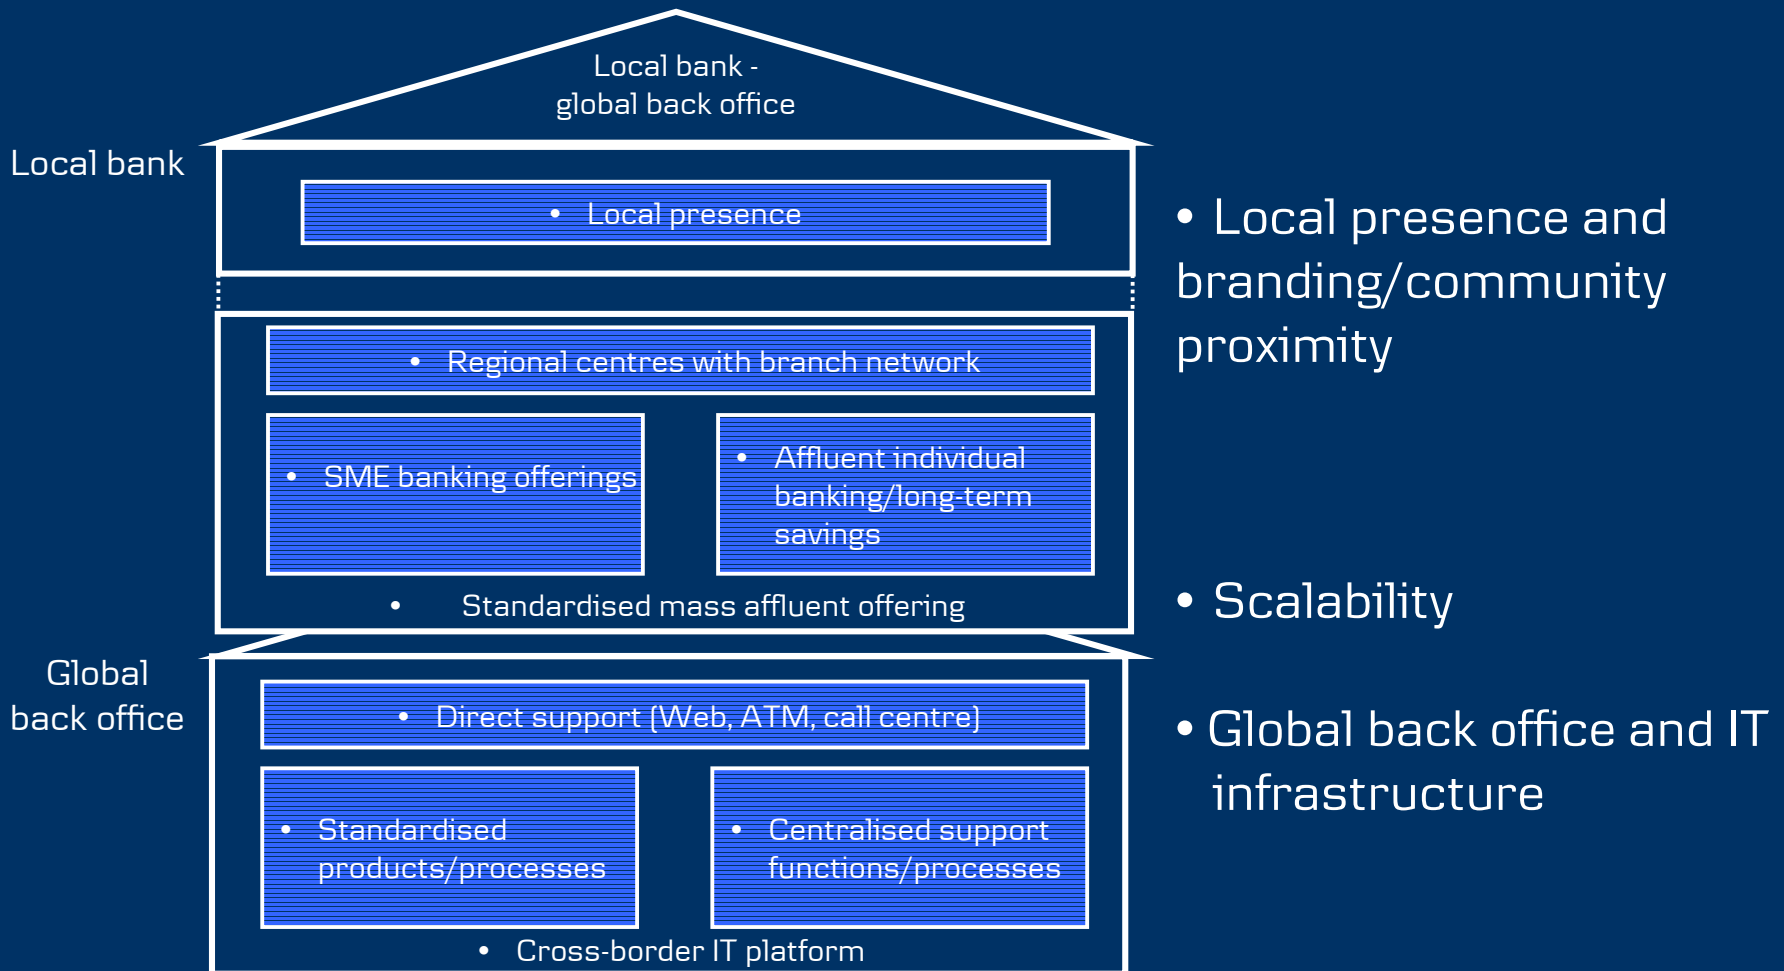 Local bank -
global back office
Local bank
• Local presence
• Regional centres with branch network
• SME banking offerings
• Affluent individual
banking/long-term
savings
• Standardised mass affluent offering
Global
back office
• Direct support (Web, ATM, call centre)
• Standardised
products/processes
• Centralised support
functions/processes
• Cross-border IT platform
• Local presence and
branding/community
proximity
• Scalability
• Global back office and IT
infrastructure